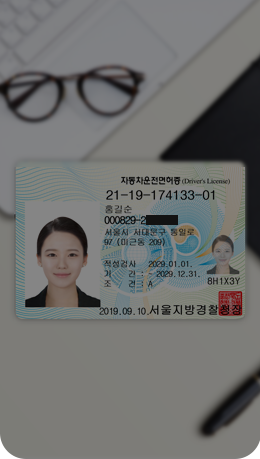 자동차운전면허증 (Driver's License)
21-19-174133-01
홍길순
000829-2
서울시 서대문구 통일로
97 (미근동 209)
적성검사 2029.01.01.
기 간 : ~ 2029.12.31.
조 건 : A
8H1X3Y
2019.09.10. 서울지방경찰청장